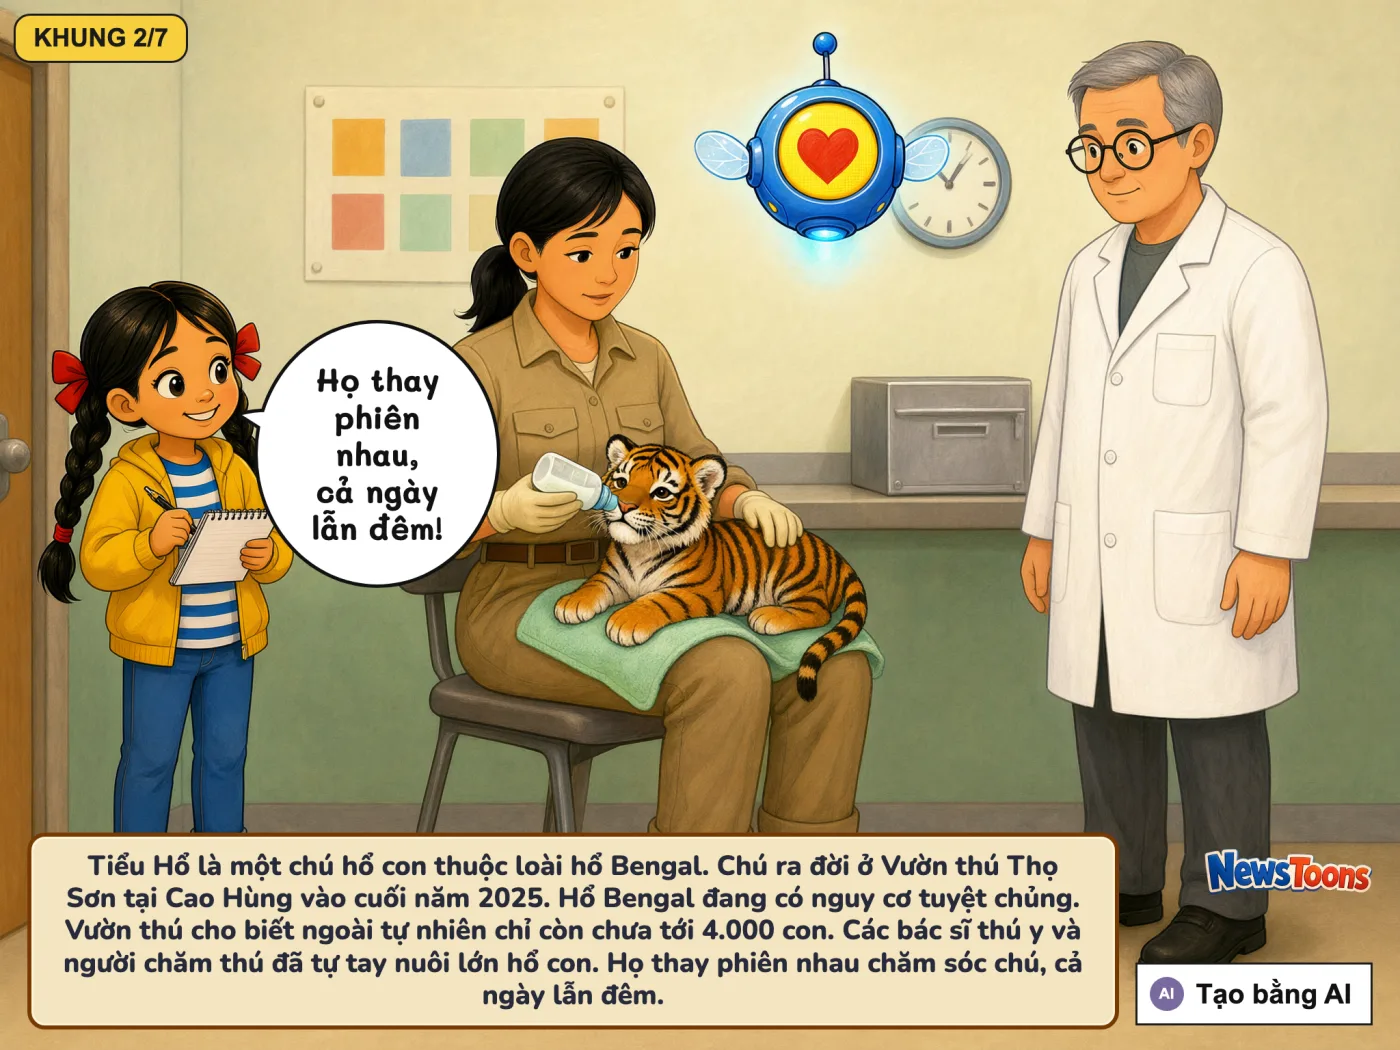 KHUNG 2/7
Họ thay
phiên
nhau,
cả ngày
lẫn đêm!
Tiểu Hổ là một chú hổ con thuộc loài hổ Bengal. Chú ra đời ở Vườn thú Thọ
Sơn tại Cao Hùng vào cuối năm 2025. Hổ Bengal đang có nguy cơ tuyệt chủng.
Vườn thú cho biết ngoài tự nhiên chỉ còn chưa tới 4.000 con. Các bác sĩ thú y và
người chăm thú đã tự tay nuôi lớn hổ con. Họ thay phiên nhau chăm sóc chú, cả
ngày lẫn đêm.
NewsToons
AI Tạo bằng AI